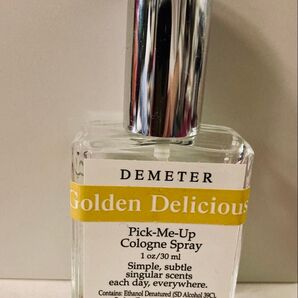 DEMETER
Golden Delicious
Pick-Me-Up
Cologne Spray
1 oz/30 ml
Simple, subtle
singular scents
each day, everywhere.
Contains: Ethanol Denatured (SD Alcohol 39C),